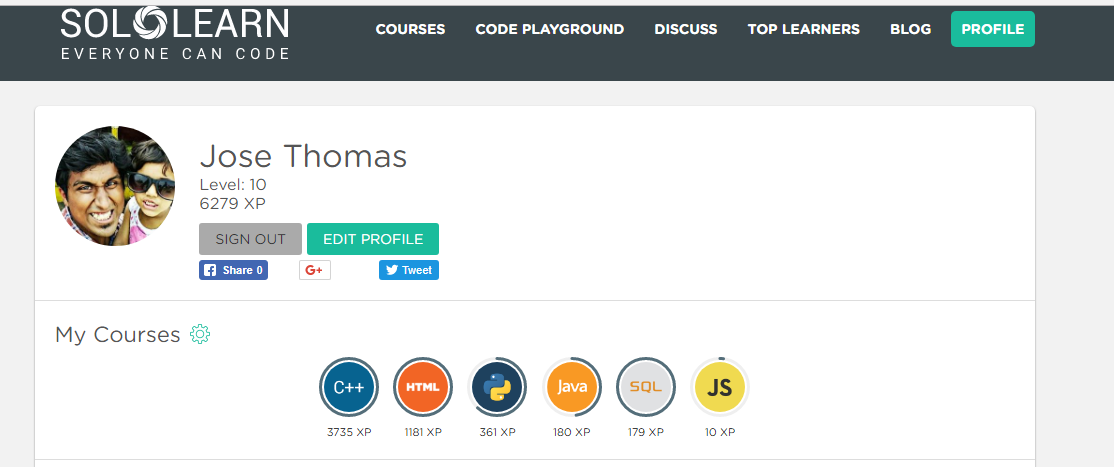 SOLOLEARN
EVERYONE CAN CODE
COURSES CODE PLAYGROUND DISCUSS TOP LEARNERS BLOG PROFILE
Jose Thomas
Level: 10
6279 XP
SIGN OUT EDIT PROFILE
Share 0 G+ Tweet
My Courses
C++ HTML Java SQL JS
3735 XP 1181 XP 361 XP 180 XP 179 XP 10 XP